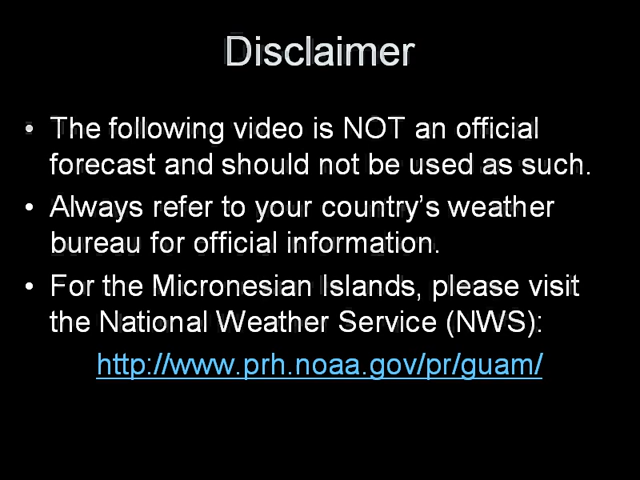 Disclaimer
• The following video is NOT an official
forecast and should not be used as such.
• Always refer to your country's weather
bureau for official information.
• For the Micronesian Islands, please visit
the National Weather Service (NWS):
http://www.prh.noaa.gov/pr/guam/